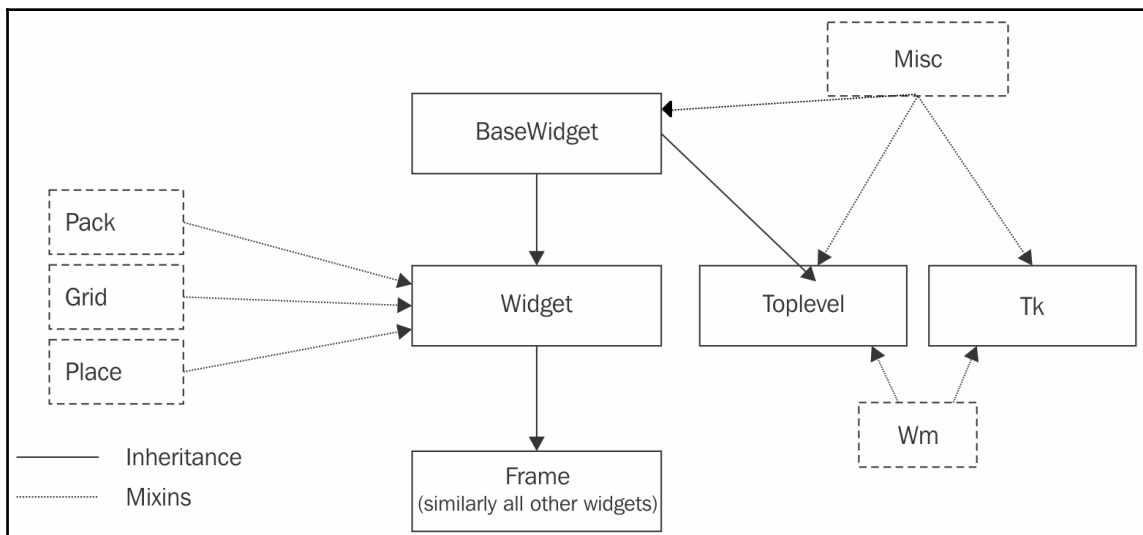 Misc
BaseWidget
Pack
Grid
Place
Widget
Toplevel
Tk
Wm
Frame
(similarly all other widgets)
Inheritance
Mixins